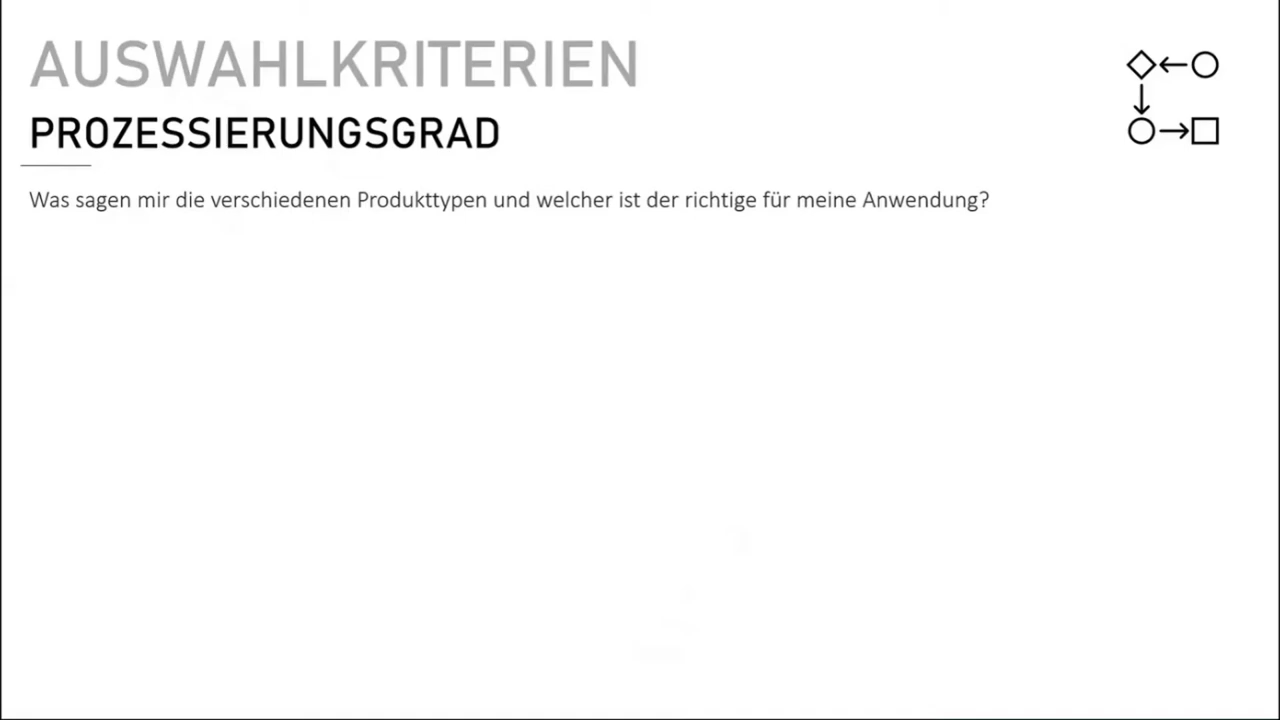 AUSWAHLKRITERIEN
PROZESSIERUNGSGRAD
Was sagen mir die verschiedenen Produkttypen und welcher ist der richtige für meine Anwendung?